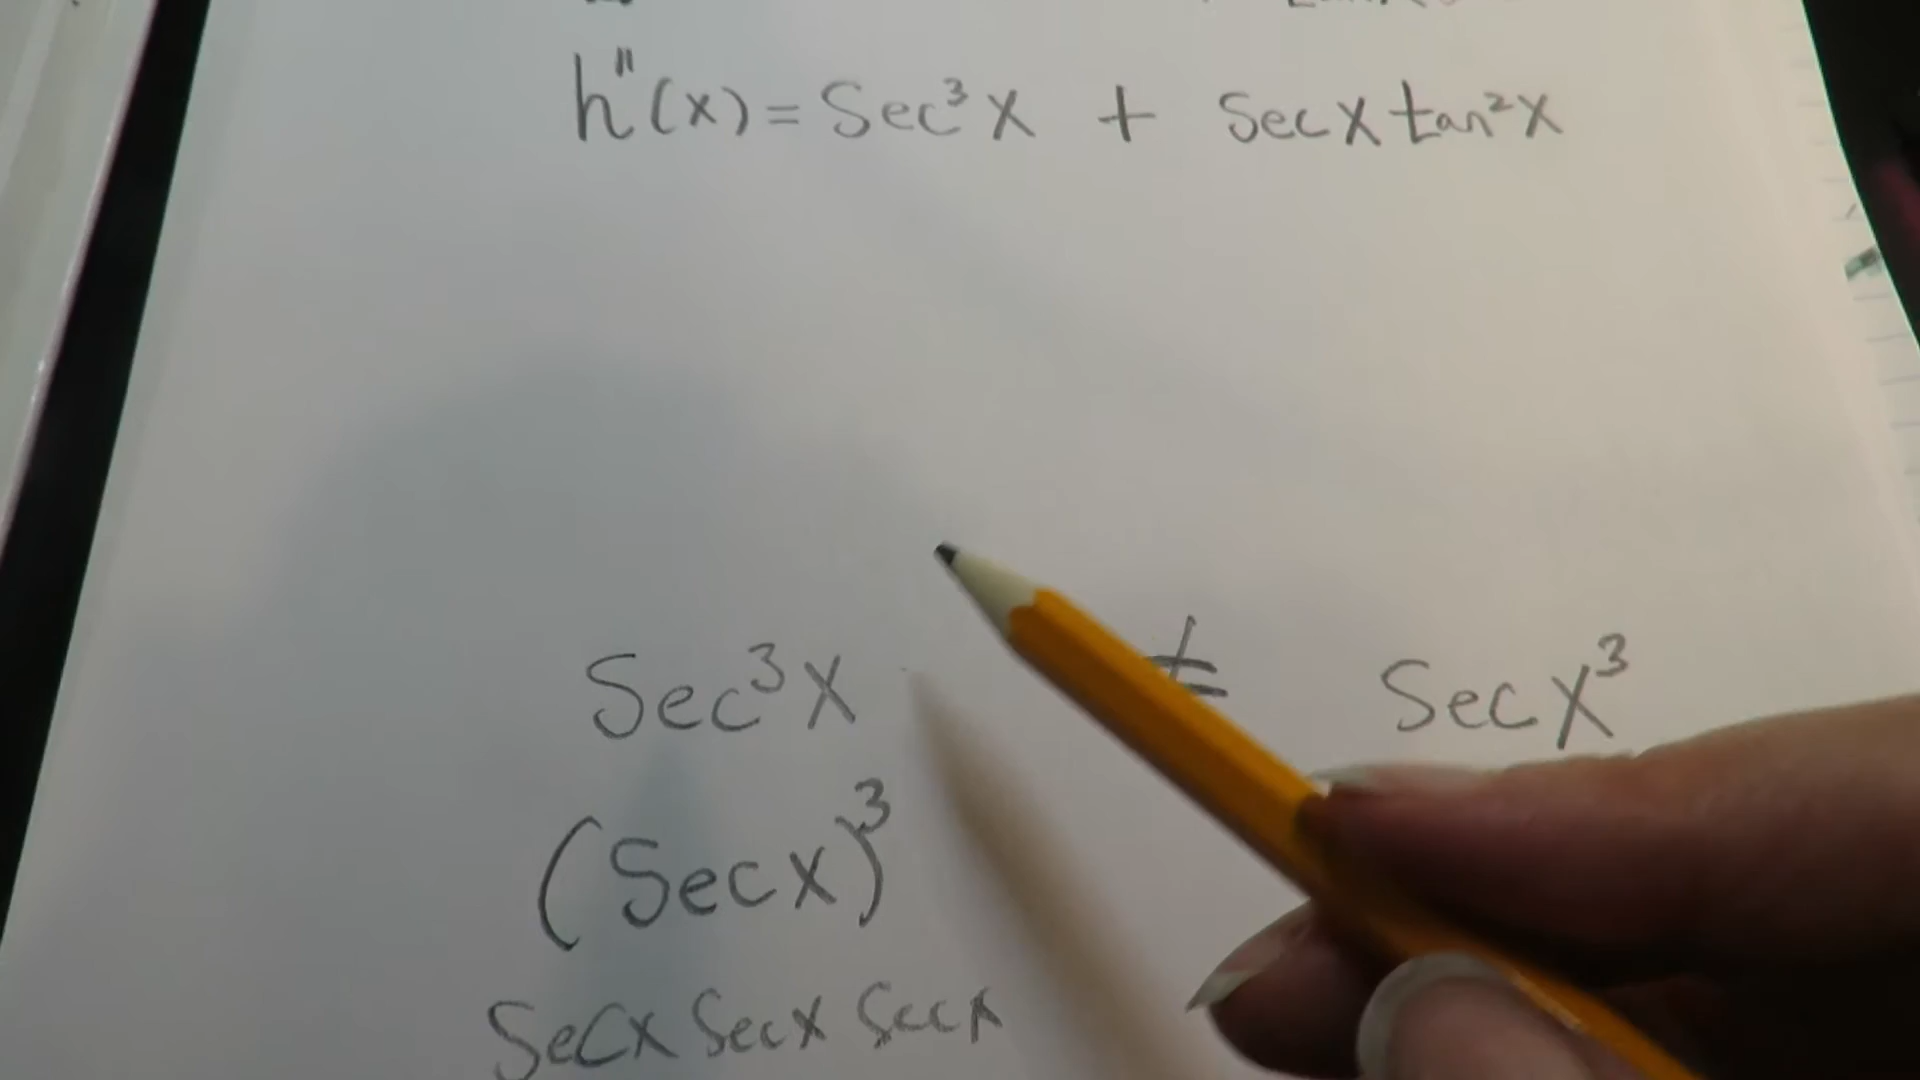 h"(x) = Sec³x + Secx tan²x
Sec³x ≠ Secx³
(Secx)³
Secx Secx Secx